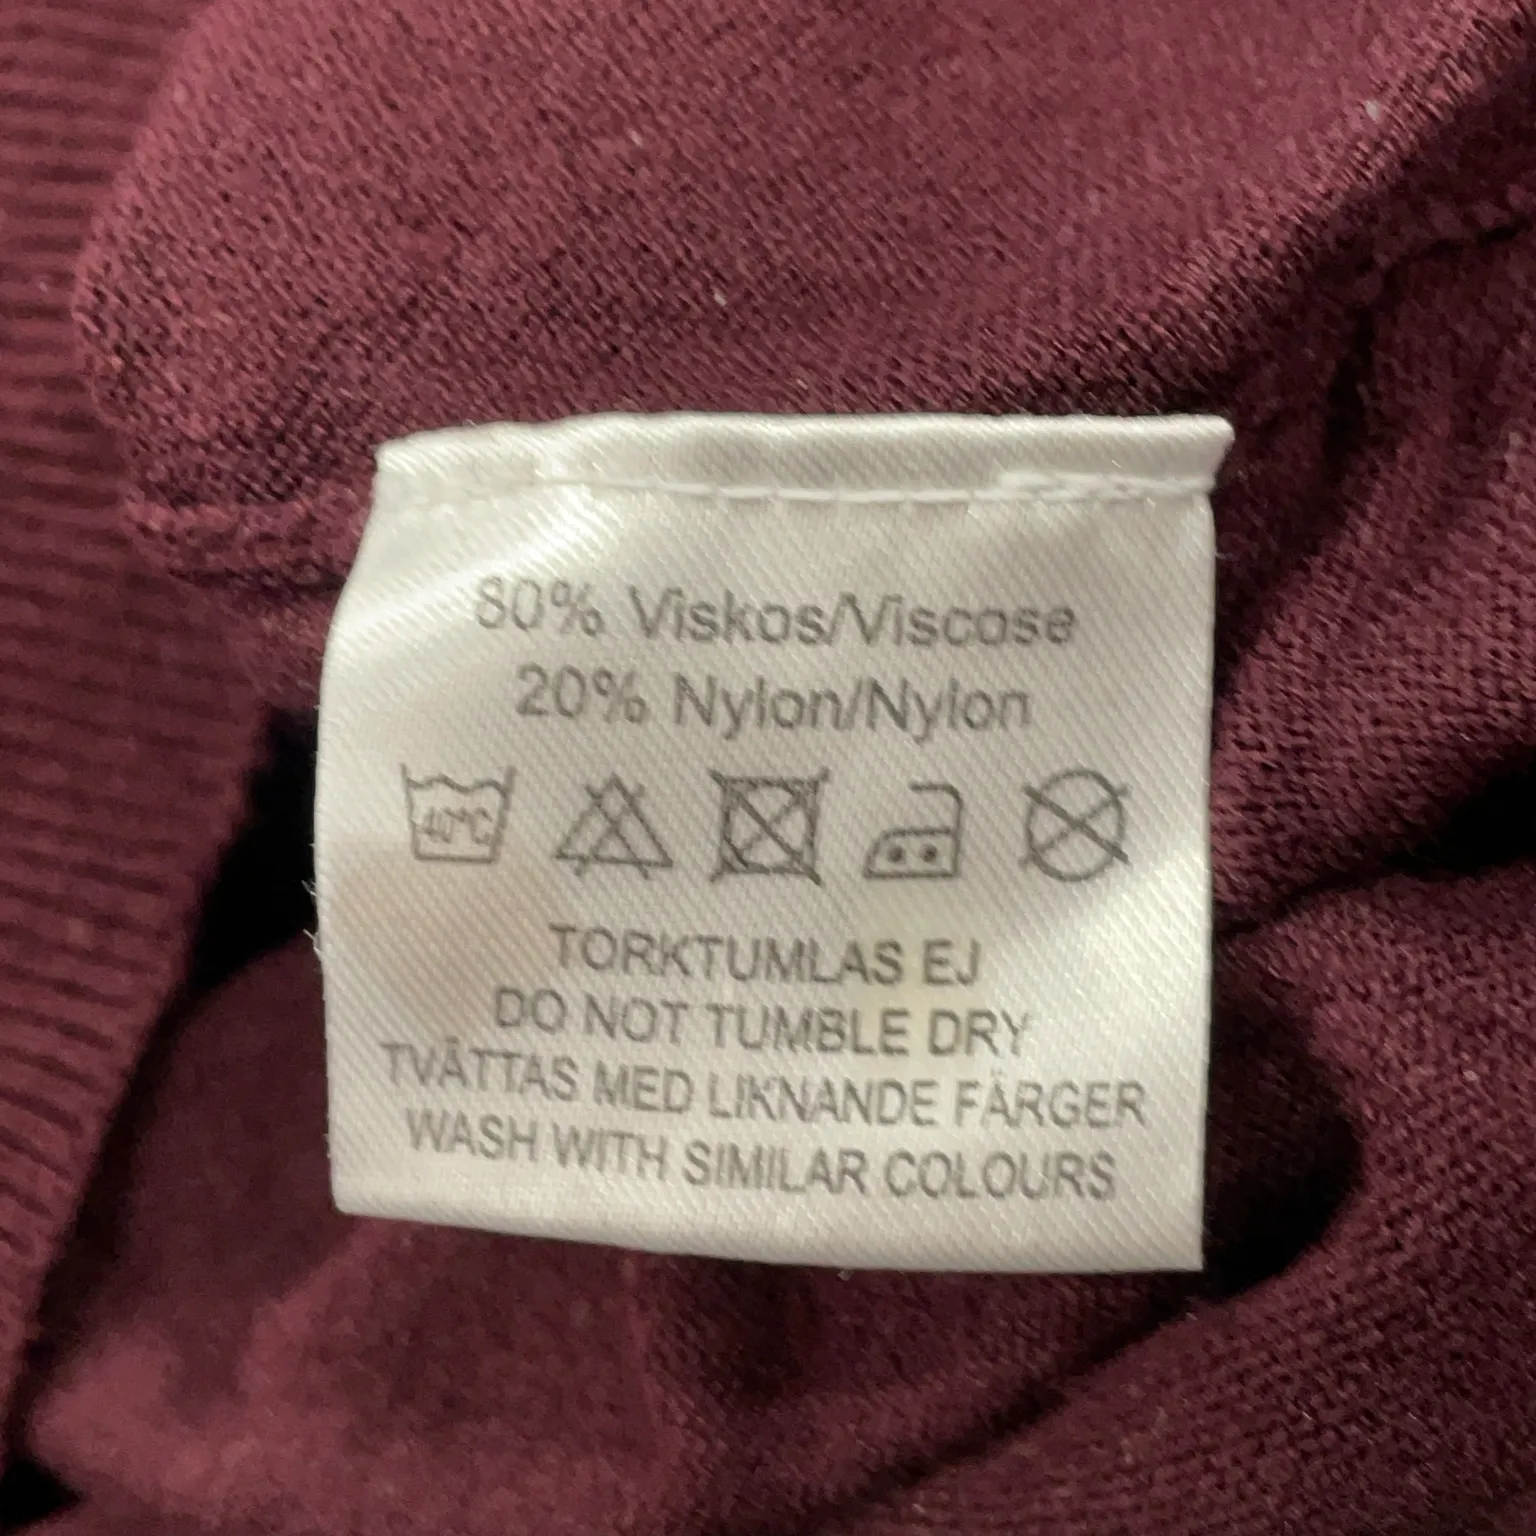 80% Viskos/Viscose
20% Nylon/Nylon
40°C
TORKTUMLAS EJ
DO NOT TUMBLE DRY
TVÄTTAS MED LIKNANDE FÄRGER
WASH WITH SIMILAR COLOURS